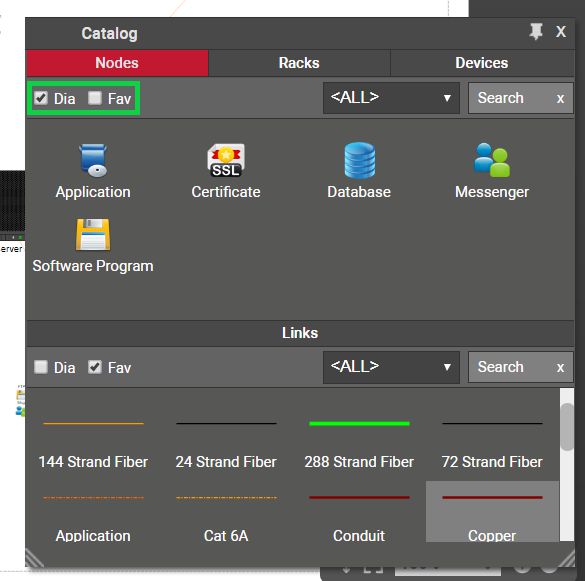 Catalog X
Nodes Racks Devices
Dia Fav <ALL> Search x
SSL
Application Certificate Database Messenger
Software Program
erver
Links
Dia Fav <ALL> Search x
144 Strand Fiber 24 Strand Fiber 288 Strand Fiber 72 Strand Fiber
Application Cat 6A Conduit Copper